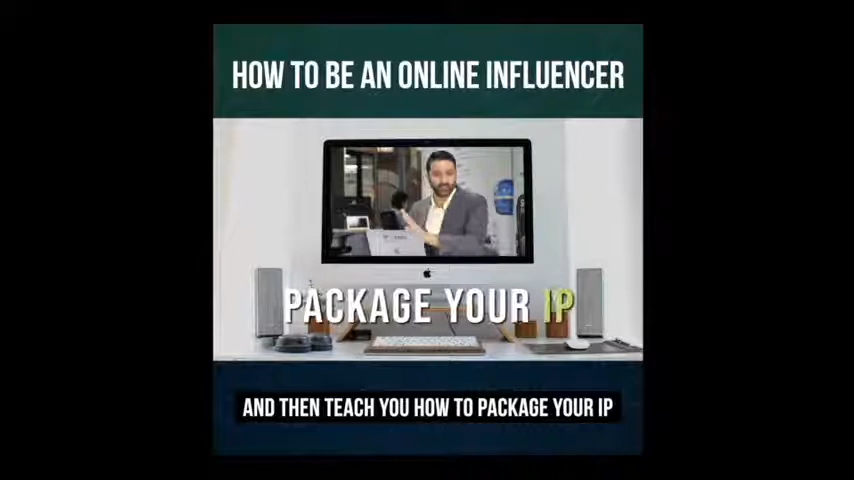 HOW TO BE AN ONLINE INFLUENCER
PACKAGE YOUR IP
AND THEN TEACH YOU HOW TO PACKAGE YOUR IP